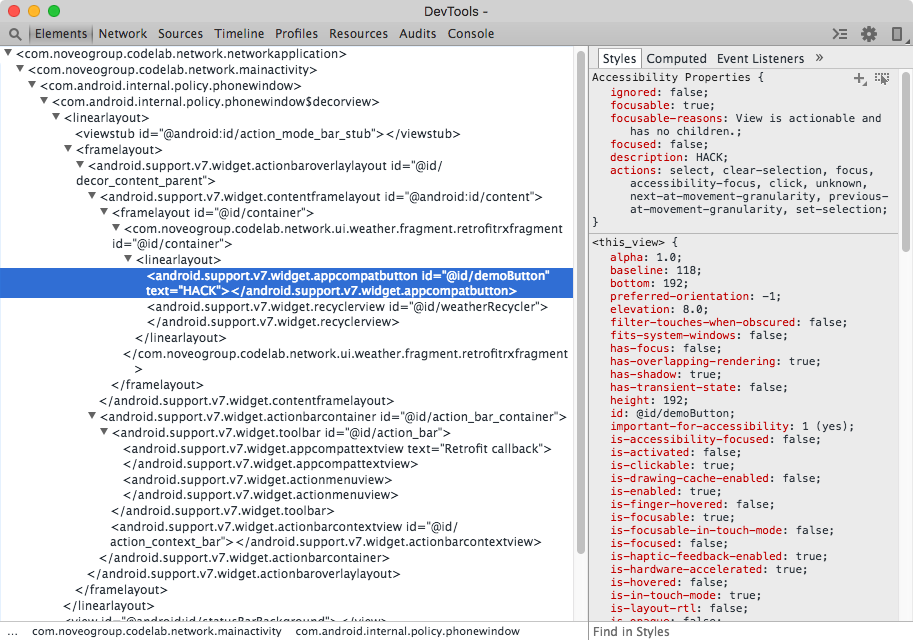 DevTools -
Elements Network Sources Timeline Profiles Resources Audits Console
<com.noveogroup.codelab.network.networkapplication>
<com.noveogroup.codelab.network.mainactivity>
<com.android.internal.policy.phonewindow>
<com.android.internal.policy.phonewindow$decorview>
<linearlayout>
<viewstub id="@android:id/action_mode_bar_stub"></viewstub>
<framelayout>
<android.support.v7.widget.actionbaroverlaylayout id="@id/
decor_content_parent">
<android.support.v7.widget.contentframelayout id="@android:id/content">
<framelayout id="@id/container">
<com.noveogroup.codelab.network.ui.weather.fragment.retrofitrxfragment
id="@id/container">
<linearlayout>
<android.support.v7.widget.appcompatbutton id="@id/demoButton"
text="HACK"></android.support.v7.widget.appcompatbutton>
<android.support.v7.widget.recyclerview id="@id/weatherRecycler">
</android.support.v7.widget.recyclerview>
</linearlayout>
</com.noveogroup.codelab.network.ui.weather.fragment.retrofitrxfragment
>
</framelayout>
</android.support.v7.widget.contentframelayout>
<android.support.v7.widget.actionbarcontainer id="@id/action_bar_container">
<android.support.v7.widget.toolbar id="@id/action_bar">
<android.support.v7.widget.appcompattextview text="Retrofit callback">
</android.support.v7.widget.appcompattextview>
<android.support.v7.widget.actionmenuview>
</android.support.v7.widget.actionmenuview>
</android.support.v7.widget.toolbar>
<android.support.v7.widget.actionbarcontextview id="@id/
action_context_bar"></android.support.v7.widget.actionbarcontextview>
</android.support.v7.widget.actionbarcontainer>
</android.support.v7.widget.actionbaroverlaylayout>
</framelayout>
</linearlayout>
<view id="@android:id/statusBarBackground"></view>
... com.noveogroup.codelab.network.mainactivity com.android.internal.policy.phonewindow
Styles Computed Event Listeners »
Accessibility Properties {
ignored: false;
focusable: true;
focusable-reasons: View is actionable and
has no children.;
focused: false;
description: HACK;
actions: select, clear-selection, focus,
accessibility-focus, click, unknown,
next-at-movement-granularity, previous-
at-movement-granularity, set-selection;
}
<this_view> {
alpha: 1.0;
baseline: 118;
bottom: 192;
preferred-orientation: -1;
elevation: 8.0;
filter-touches-when-obscured: false;
fits-system-windows: false;
has-focus: false;
has-overlapping-rendering: true;
has-shadow: true;
has-transient-state: false;
height: 192;
id: @id/demoButton;
important-for-accessibility: 1 (yes);
is-accessibility-focused: false;
is-activated: false;
is-clickable: true;
is-drawing-cache-enabled: false;
is-enabled: true;
is-finger-hovered: false;
is-focusable: true;
is-focusable-in-touch-mode: false;
is-focused: false;
is-haptic-feedback-enabled: true;
is-hardware-accelerated: true;
is-hovered: false;
is-in-touch-mode: true;
is-layout-rtl: false;
is-opaque: false;
Find in Styles